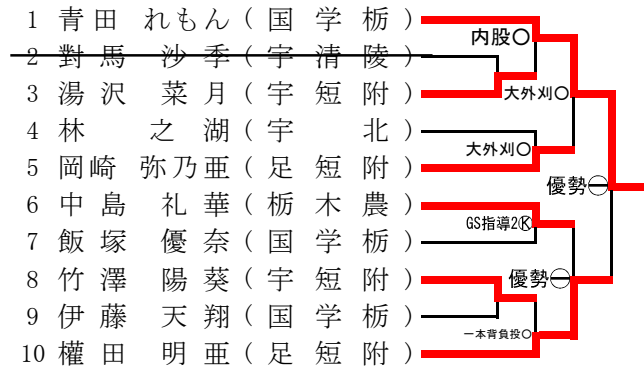 1 青田 れもん ( 国 学 栃 )
内股○
2 對馬 沙季 ( 宇 清 陵 )
3 湯沢 菜月 ( 宇 短 附 )
大外刈○
4 林 之湖 ( 宇 北 )
大外刈○
5 岡崎 弥乃亜 ( 足 短 附 )
優勢㊀
6 中島 礼華 ( 栃 木 農 )
GS指導2Ⓚ
7 飯塚 優奈 ( 国 学 栃 )
8 竹澤 陽葵 ( 宇 短 附 )
優勢㊀
9 伊藤 天翔 ( 国 学 栃 )
一本背負投○
10 權田 明亜 ( 足 短 附 )